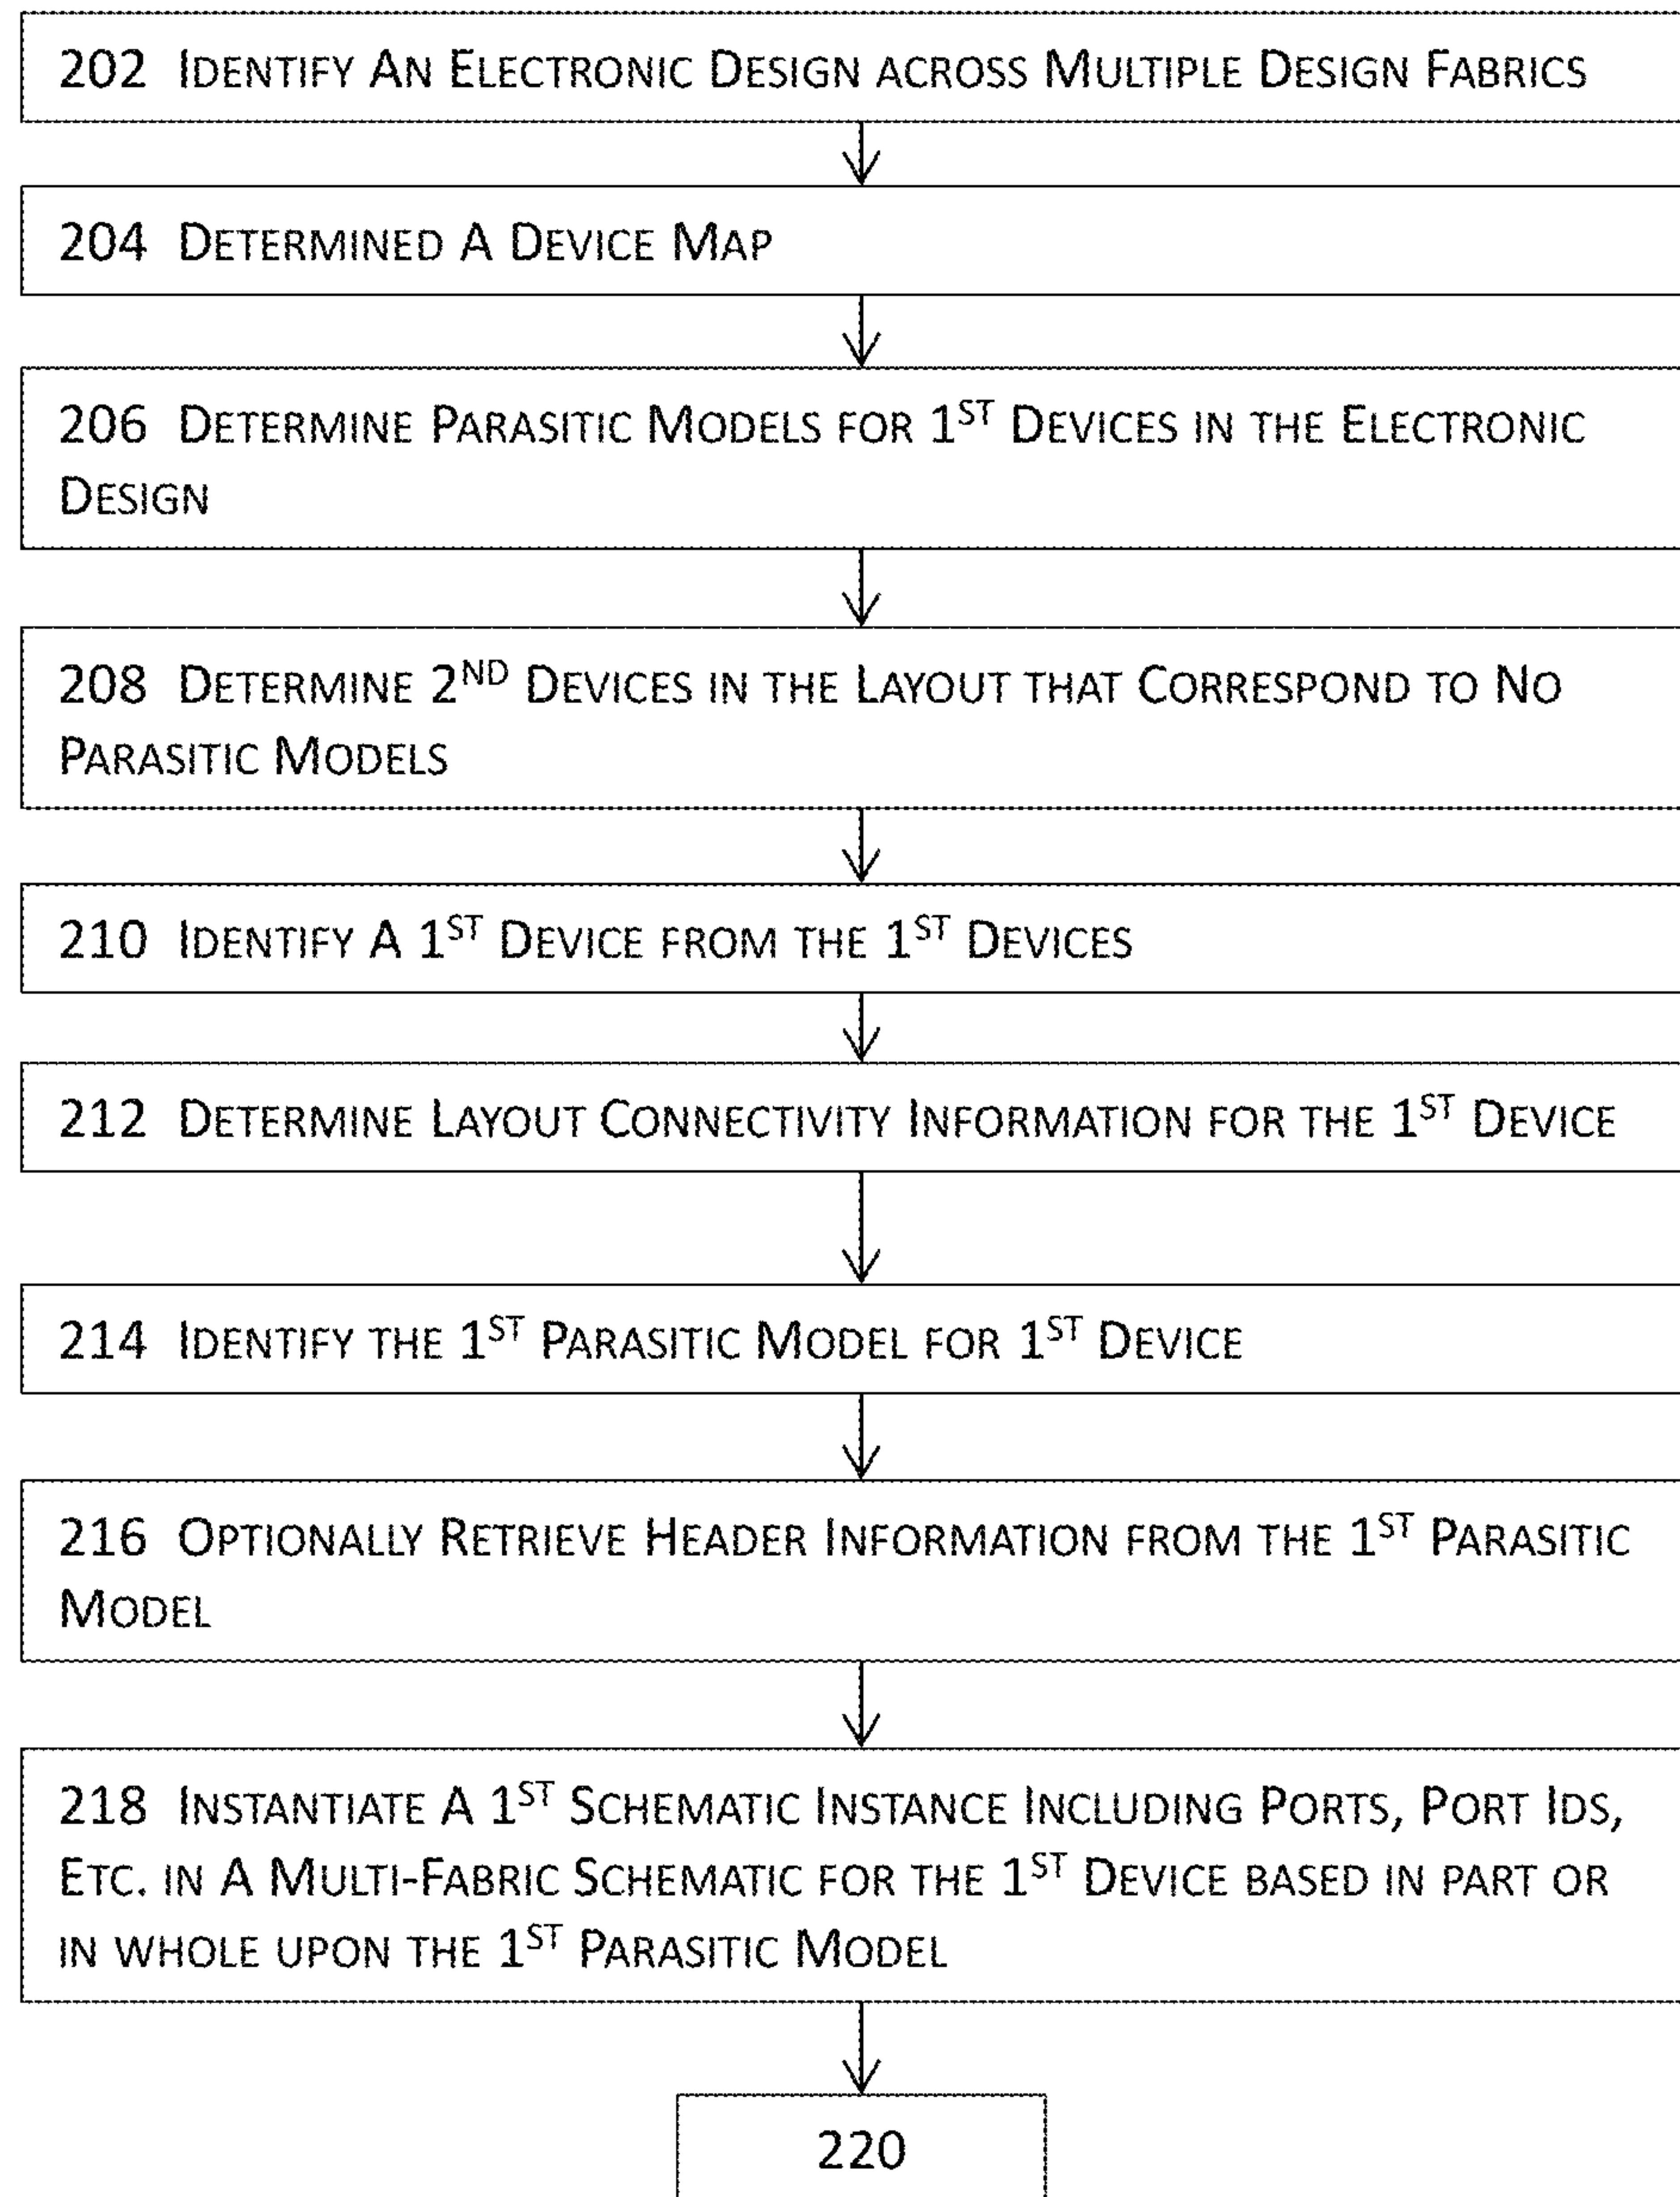 202 Identify An Electronic Design across Multiple Design Fabrics
204 Determined A Device Map
206 Determine Parasitic Models for 1st Devices in the Electronic
Design
208 Determine 2nd Devices in the Layout that Correspond to No
Parasitic Models
210 Identify A 1st Device from the 1st Devices
212 Determine Layout Connectivity Information for the 1st Device
214 Identify the 1st Parasitic Model for 1st Device
216 Optionally Retrieve Header Information from the 1st Parasitic
Model
218 Instantiate A 1st Schematic Instance Including Ports, Port Ids,
Etc. in A Multi-Fabric Schematic for the 1st Device based in part or
in whole upon the 1st Parasitic Model
220